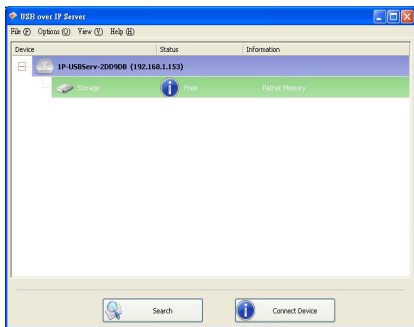 USB over IP Server
File (F) Options (O) View (V) Help (H)
Device Status Information
1P-USBServ-2DD9DB (192.168.1.153)
Storage Free Patriot Memory
Search Connect Device